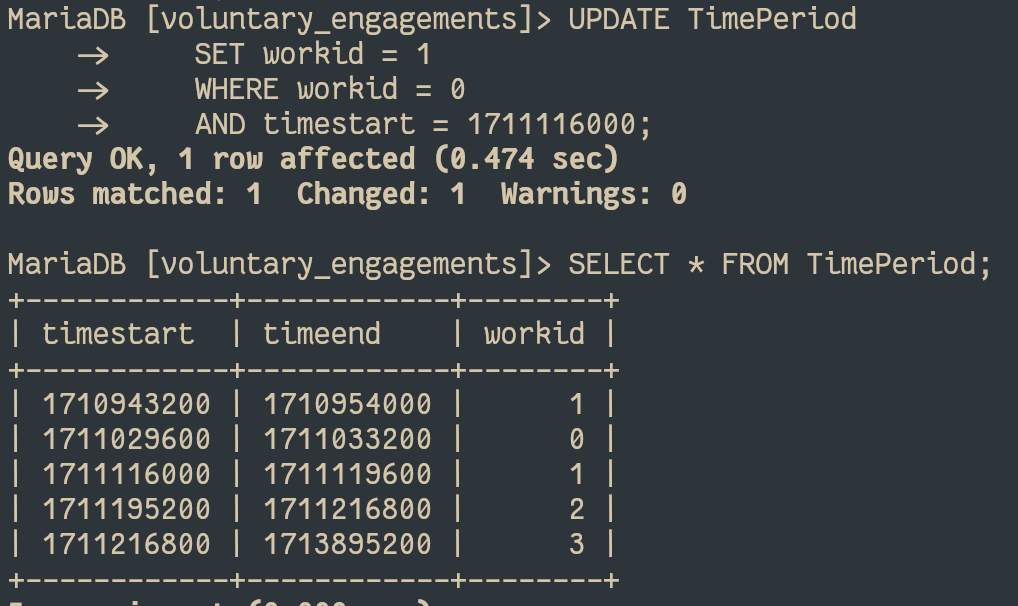 MariaDB [voluntary_engagements]> UPDATE TimePeriod
    →     SET workid = 1
    →     WHERE workid = 0
    →     AND timestart = 1711116000;
Query OK, 1 row affected (0.474 sec)
Rows matched: 1  Changed: 1  Warnings: 0

MariaDB [voluntary_engagements]> SELECT * FROM TimePeriod;
+------------+------------+--------+
| timestart  | timeend    | workid |
+------------+------------+--------+
| 1710943200 | 1710954000 |      1 |
| 1711029600 | 1711033200 |      0 |
| 1711116000 | 1711119600 |      1 |
| 1711195200 | 1711216800 |      2 |
| 1711216800 | 1713895200 |      3 |
+------------+------------+--------+